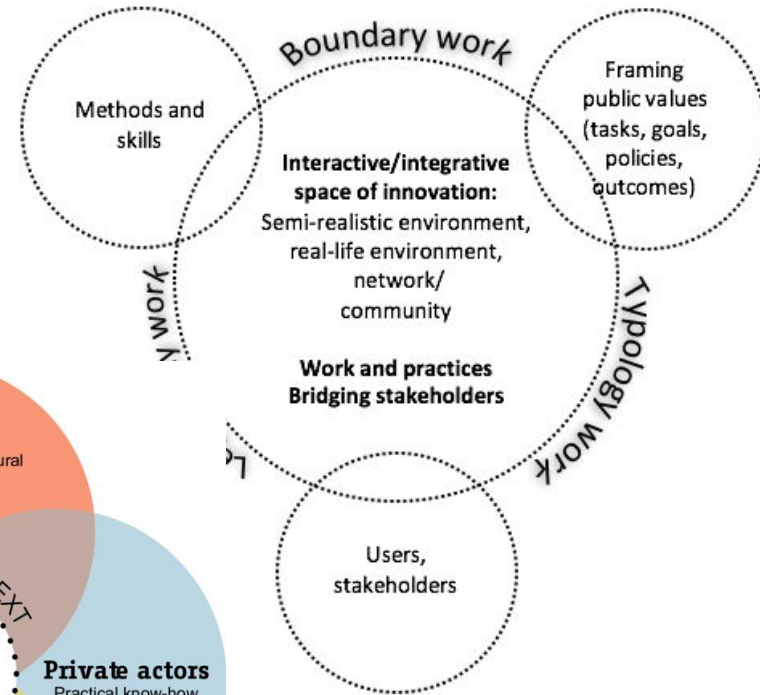 Boundary work
Methods and
skills
Framing
public values
(tasks, goals,
policies,
outcomes)
Interactive/integrative
space of innovation:
Semi-realistic environment,
real-life environment,
network/
community
Work and practices
Bridging stakeholders
work
Typology work
Users,
stakeholders
Private actors
Practical know-how